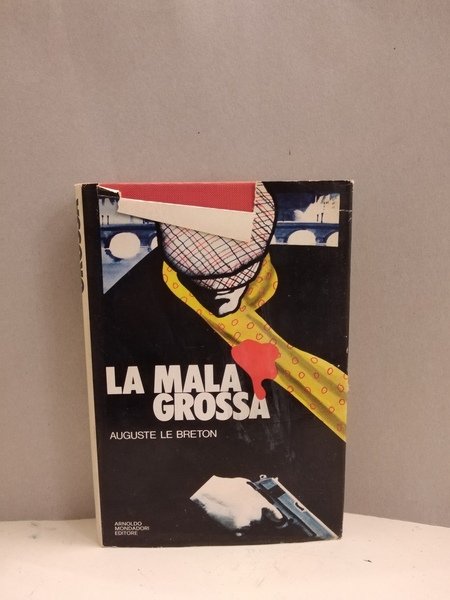 LA MALA
GROSSA
AUGUSTE LE BRETON
ARNOLDO
MONDADORI
EDITORE